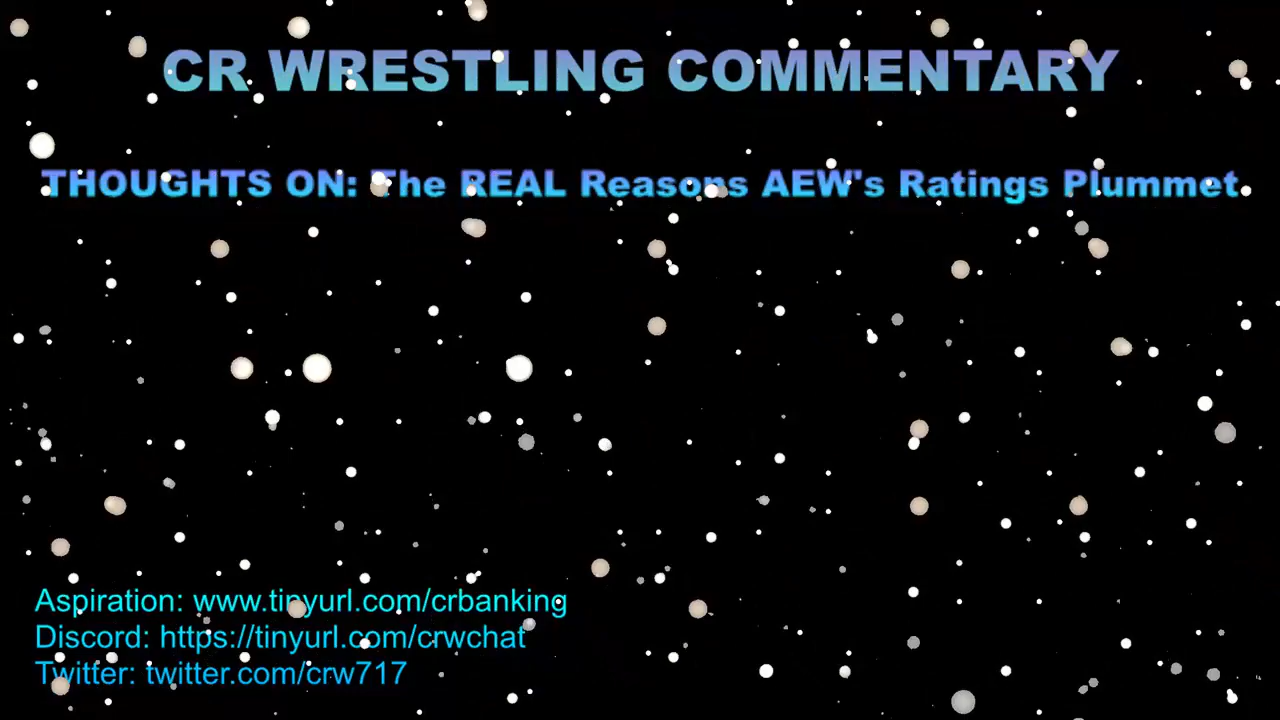 CR WRESTLING COMMENTARY
THOUGHTS ON: The REAL Reasons AEW's Ratings Plummet
Aspiration: www.tinyurl.com/crbanking
Discord: https://tinyurl.com/crwchat
Twitter: twitter.com/crw717